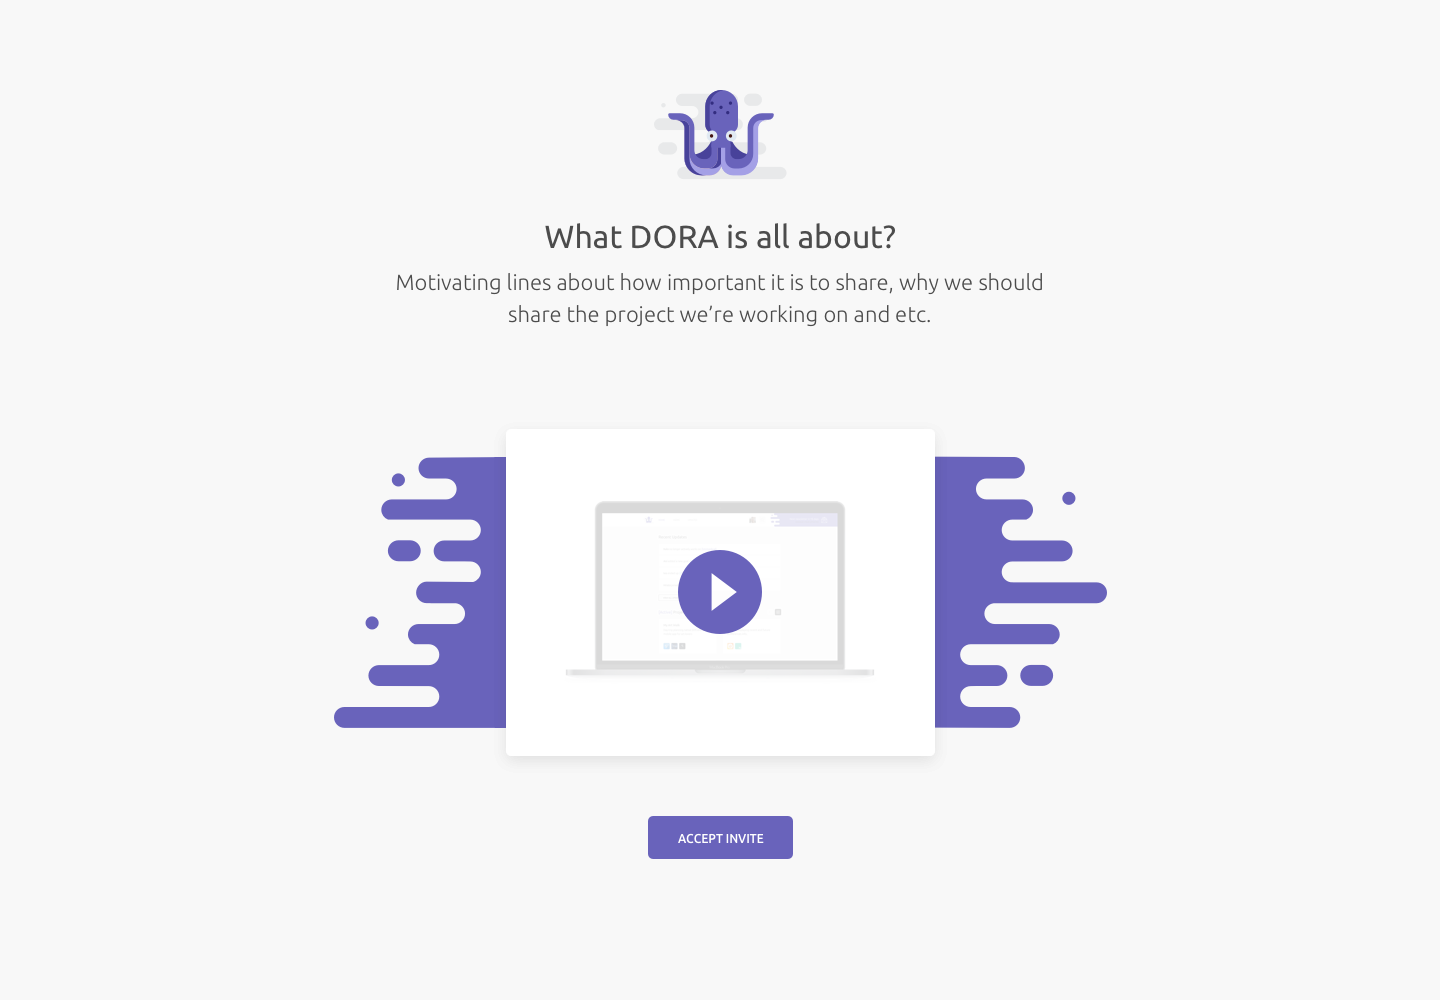 What DORA is all about?
Motivating lines about how important it is to share, why we should
share the project we’re working on and etc.
ACCEPT INVITE